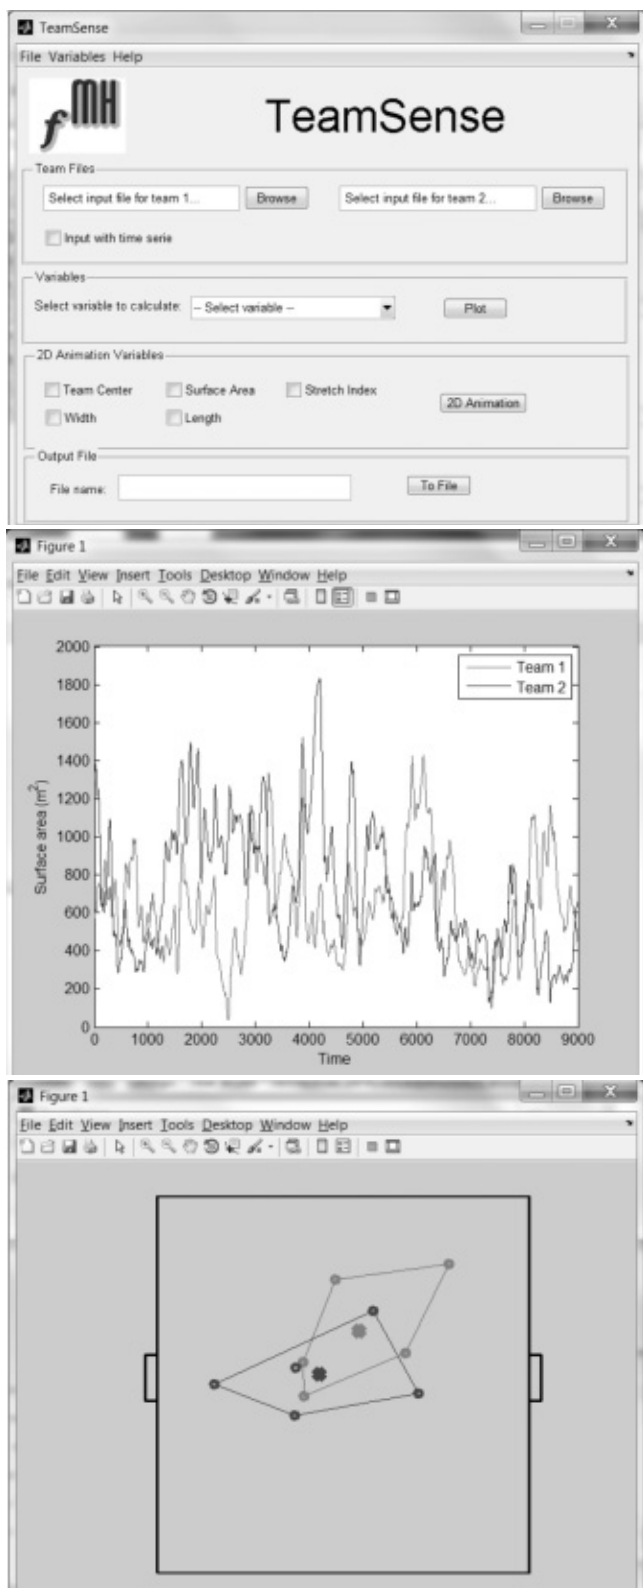 TeamSense
File Variables Help
fMH
TeamSense
Team Files
Select input file for team 1... Browse Select input file for team 2... Browse
Input with time serie
Variables
Select variable to calculate: -- Select variable -- Plot
2D Animation Variables
Team Center Surface Area Stretch Index
2D Animation
Width Length
Output File
File name: To File
Figure 1
File Edit View Insert Tools Desktop Window Help
2000
Team 1
1800
Team 2
1600
1400
1200
1000
800
600
400
200
0
Surface area (m²)
0 1000 2000 3000 4000 5000 6000 7000 8000 9000
Time
Figure 1
File Edit View Insert Tools Desktop Window Help